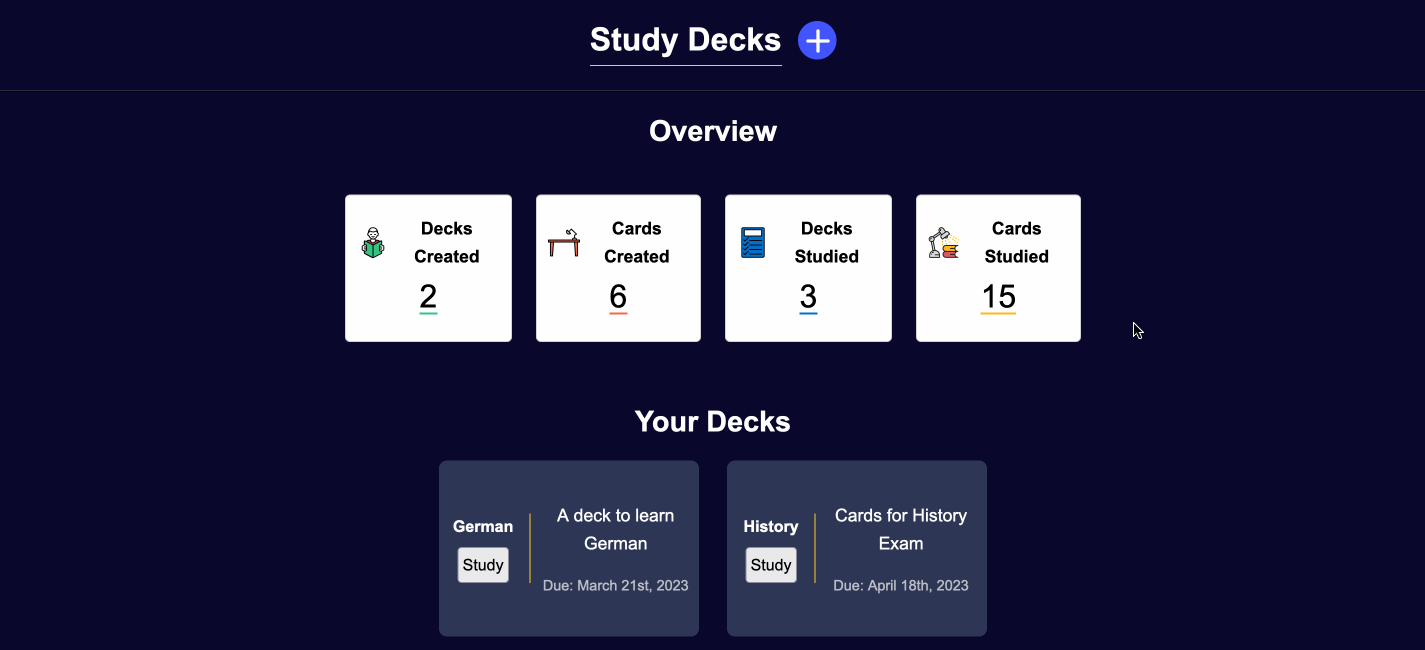 Study Decks
Overview
Decks
Created
2
Cards
Created
6
Decks
Studied
3
Cards
Studied
15
Your Decks
German
Study
A deck to learn
German
Due: March 21st, 2023
History
Study
Cards for History
Exam
Due: April 18th, 2023